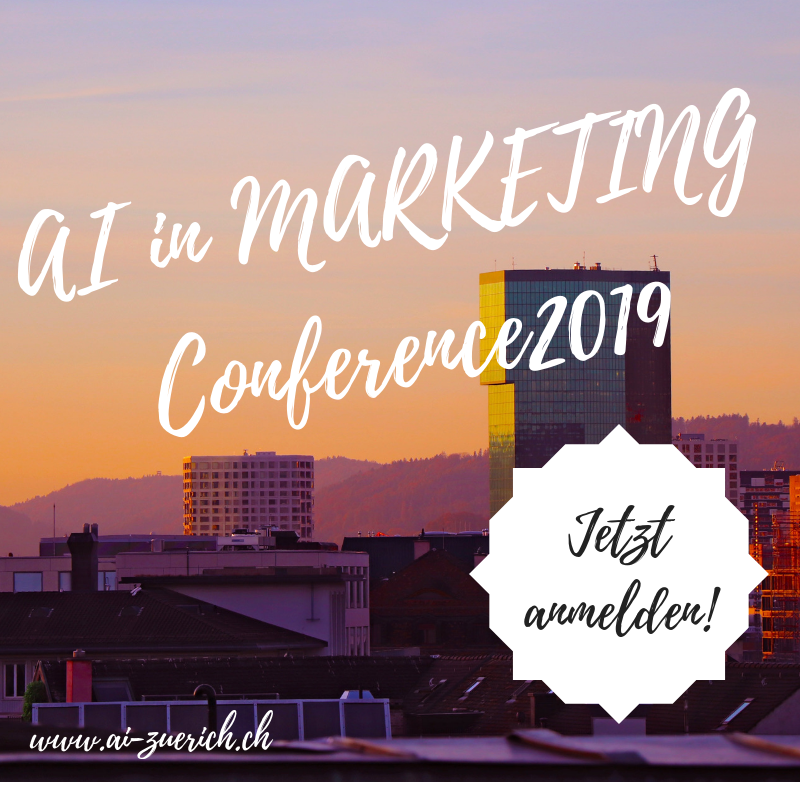 AI in MARKETING
Conference2019
Jetzt
anmelden!
www.ai-zuerich.ch